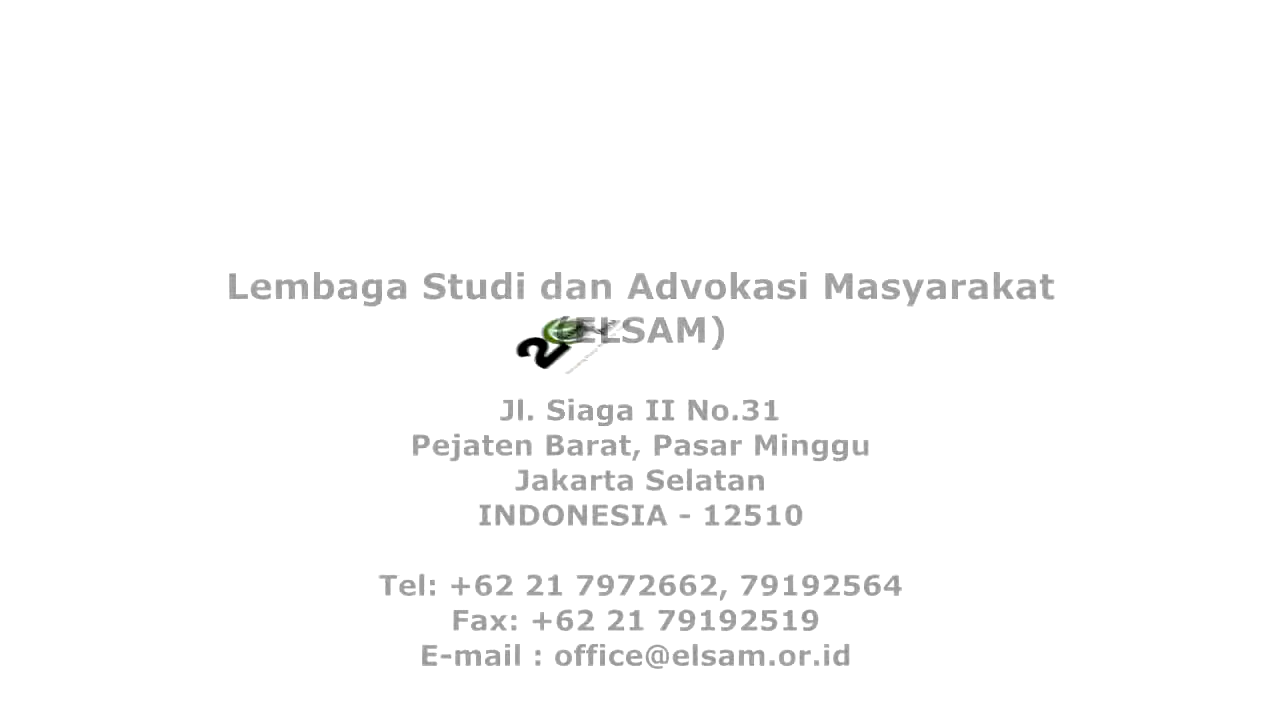 Lembaga Studi dan Advokasi Masyarakat
(ELSAM)
2
Jl. Siaga II No.31
Pejaten Barat, Pasar Minggu
Jakarta Selatan
INDONESIA - 12510
Tel: +62 21 7972662, 79192564
Fax: +62 21 79192519
E-mail : office@elsam.or.id